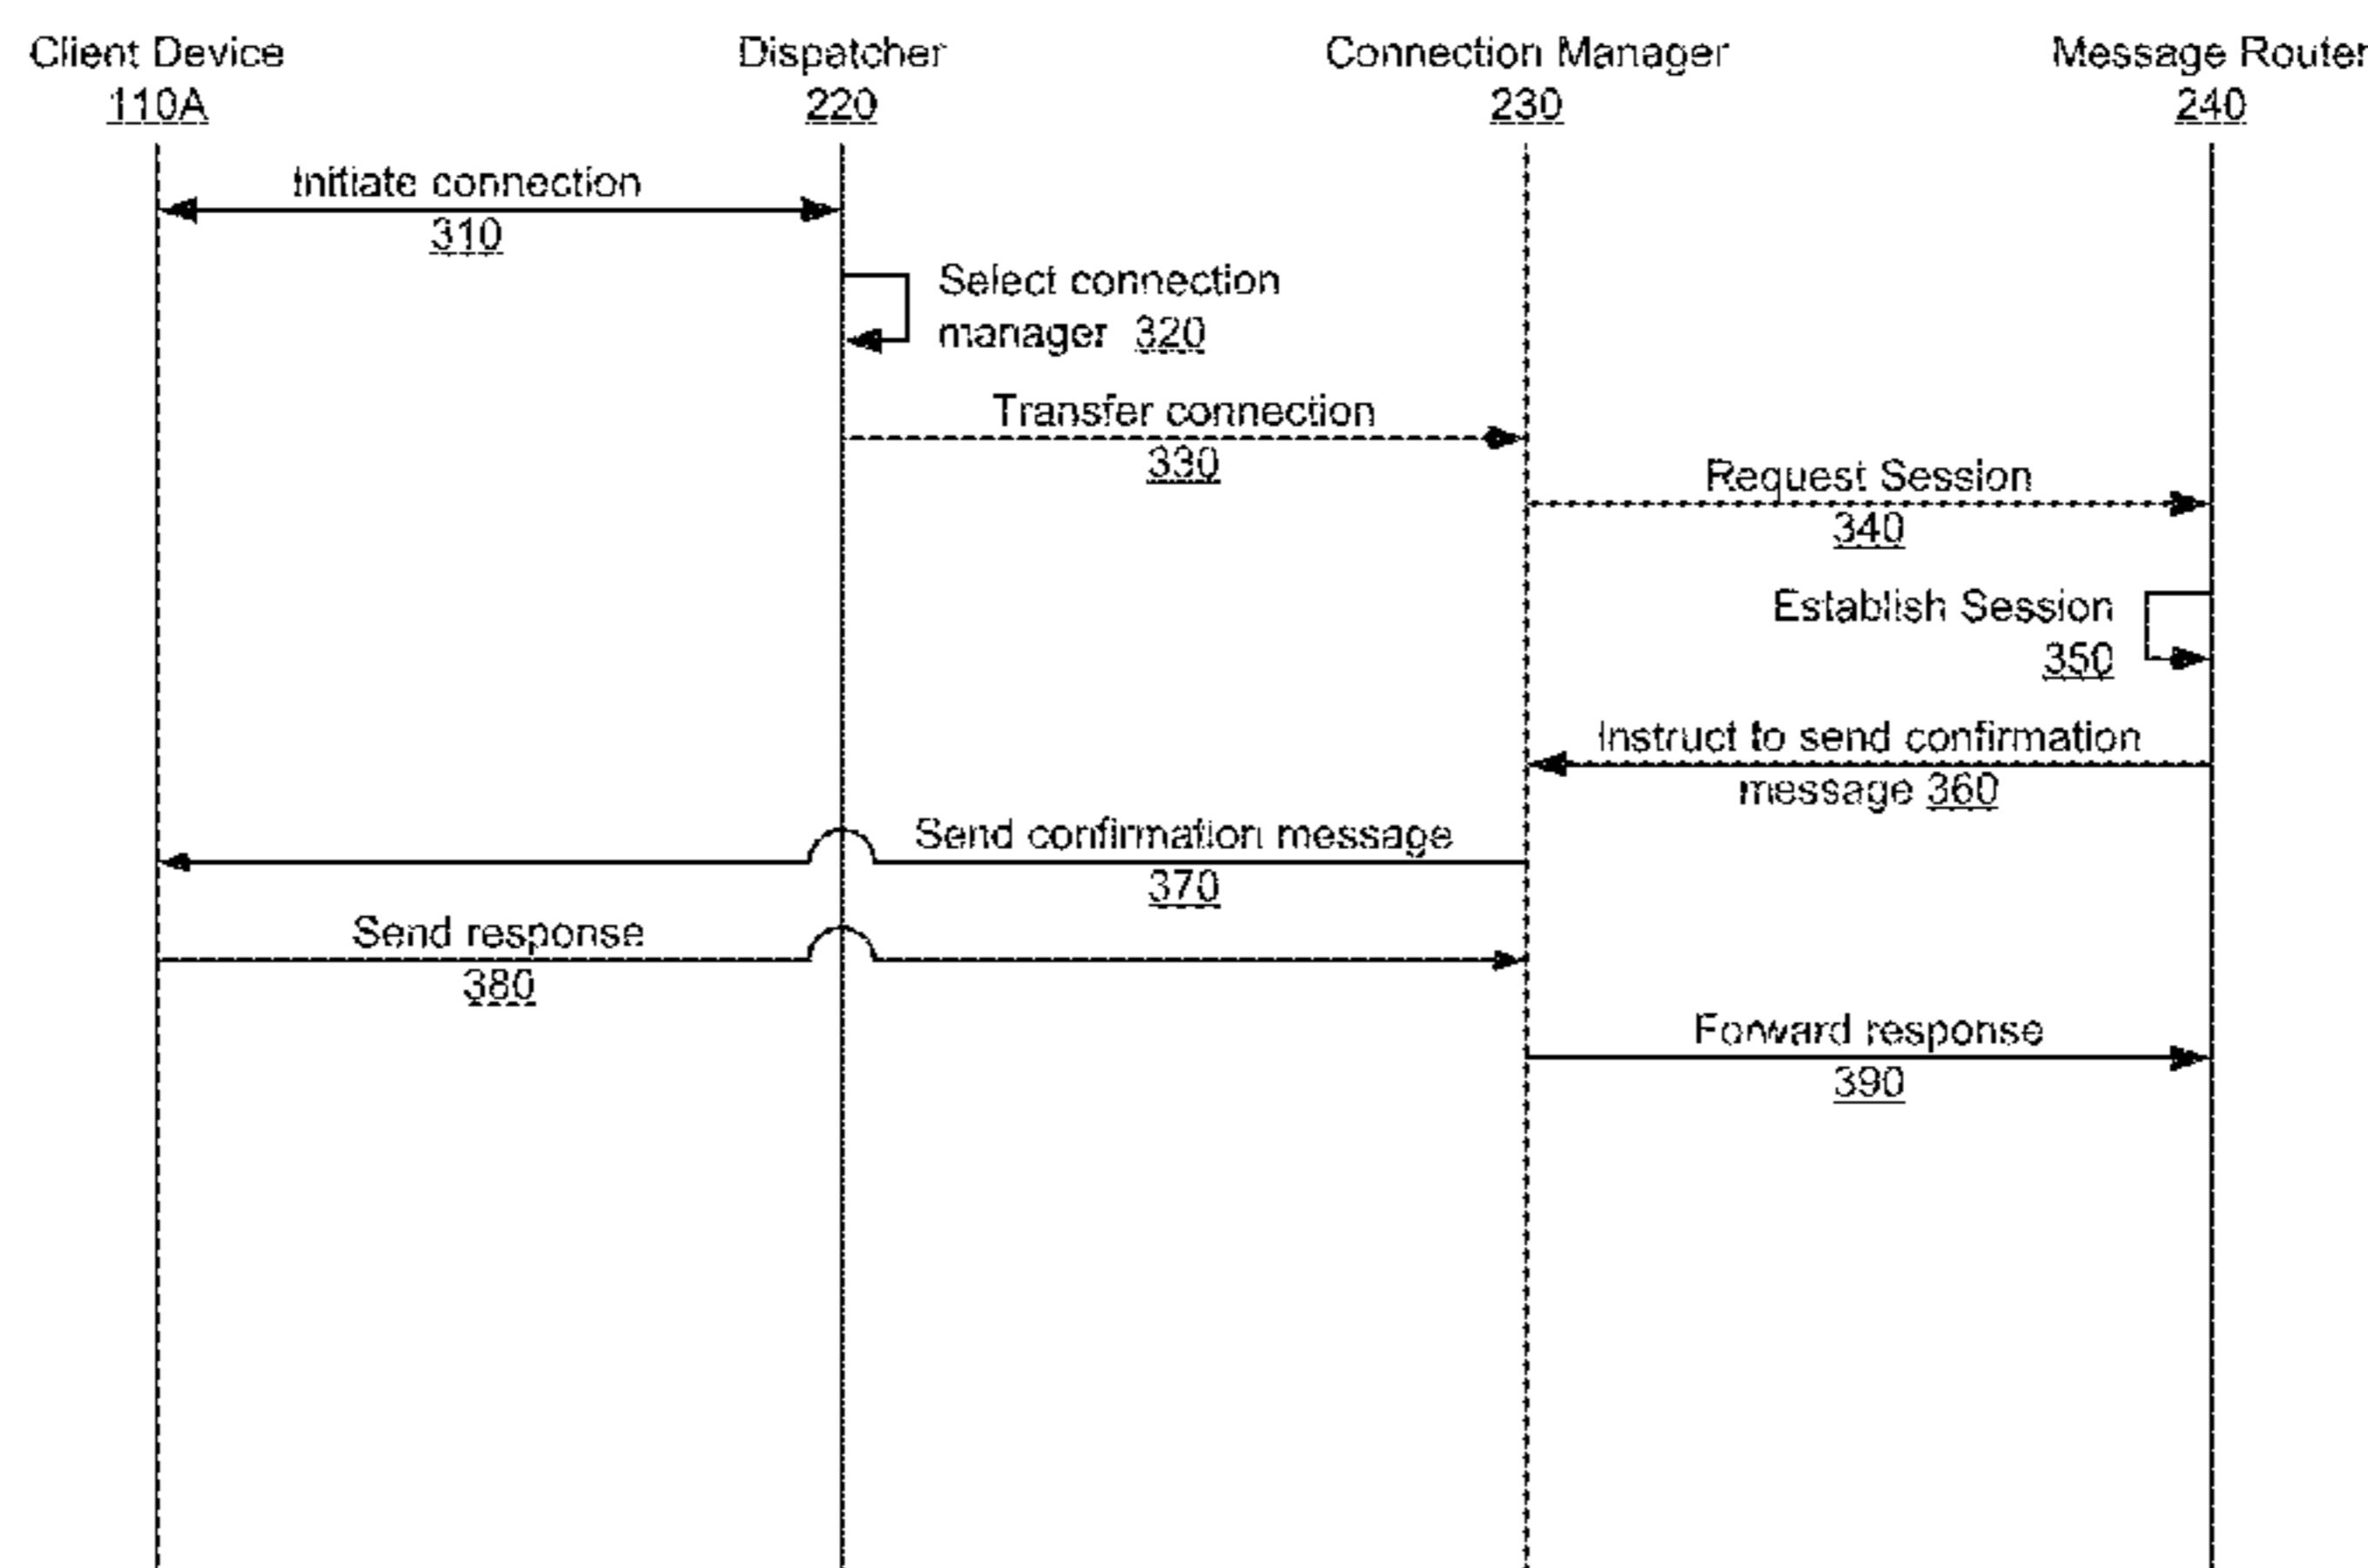 Client Device
110A
Dispatcher
220
Connection Manager
230
Message Router
240
Initiate connection
310
Select connection
manager 320
Transfer connection
330
Request Session
340
Establish Session
350
Instruct to send confirmation
message 360
Send confirmation message
370
Send response
380
Forward response
390